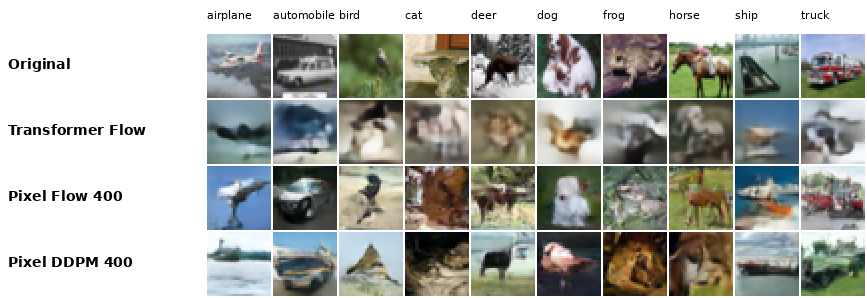 airplane automobile bird cat deer dog frog horse ship truck
Original
Transformer Flow
Pixel Flow 400
Pixel DDPM 400